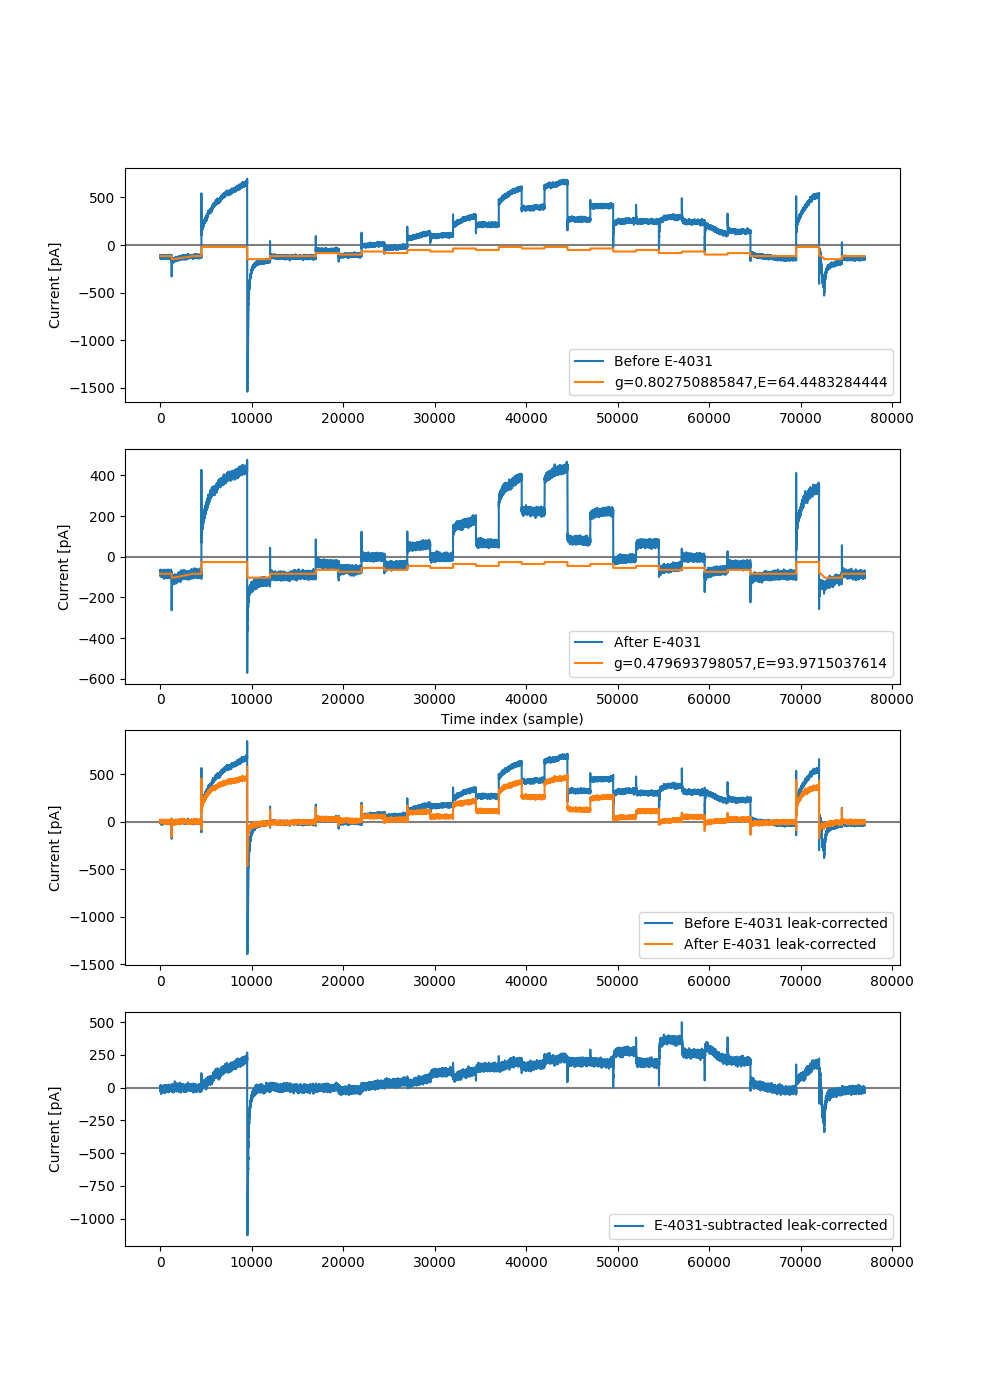 500
0
−500
−1000
−1500
Current [pA]
Before E-4031
g=0.802750885847,E=64.4483284444
0 10000 20000 30000 40000 50000 60000 70000 80000
400
200
0
−200
−400
−600
Current [pA]
After E-4031
g=0.479693798057,E=93.9715037614
0 10000 20000 30000 40000 50000 60000 70000 80000
Time index (sample)
500
0
−500
−1000
−1500
Current [pA]
Before E-4031 leak-corrected
After E-4031 leak-corrected
0 10000 20000 30000 40000 50000 60000 70000 80000
500
250
0
−250
−500
−750
−1000
Current [pA]
E-4031-subtracted leak-corrected
0 10000 20000 30000 40000 50000 60000 70000 80000